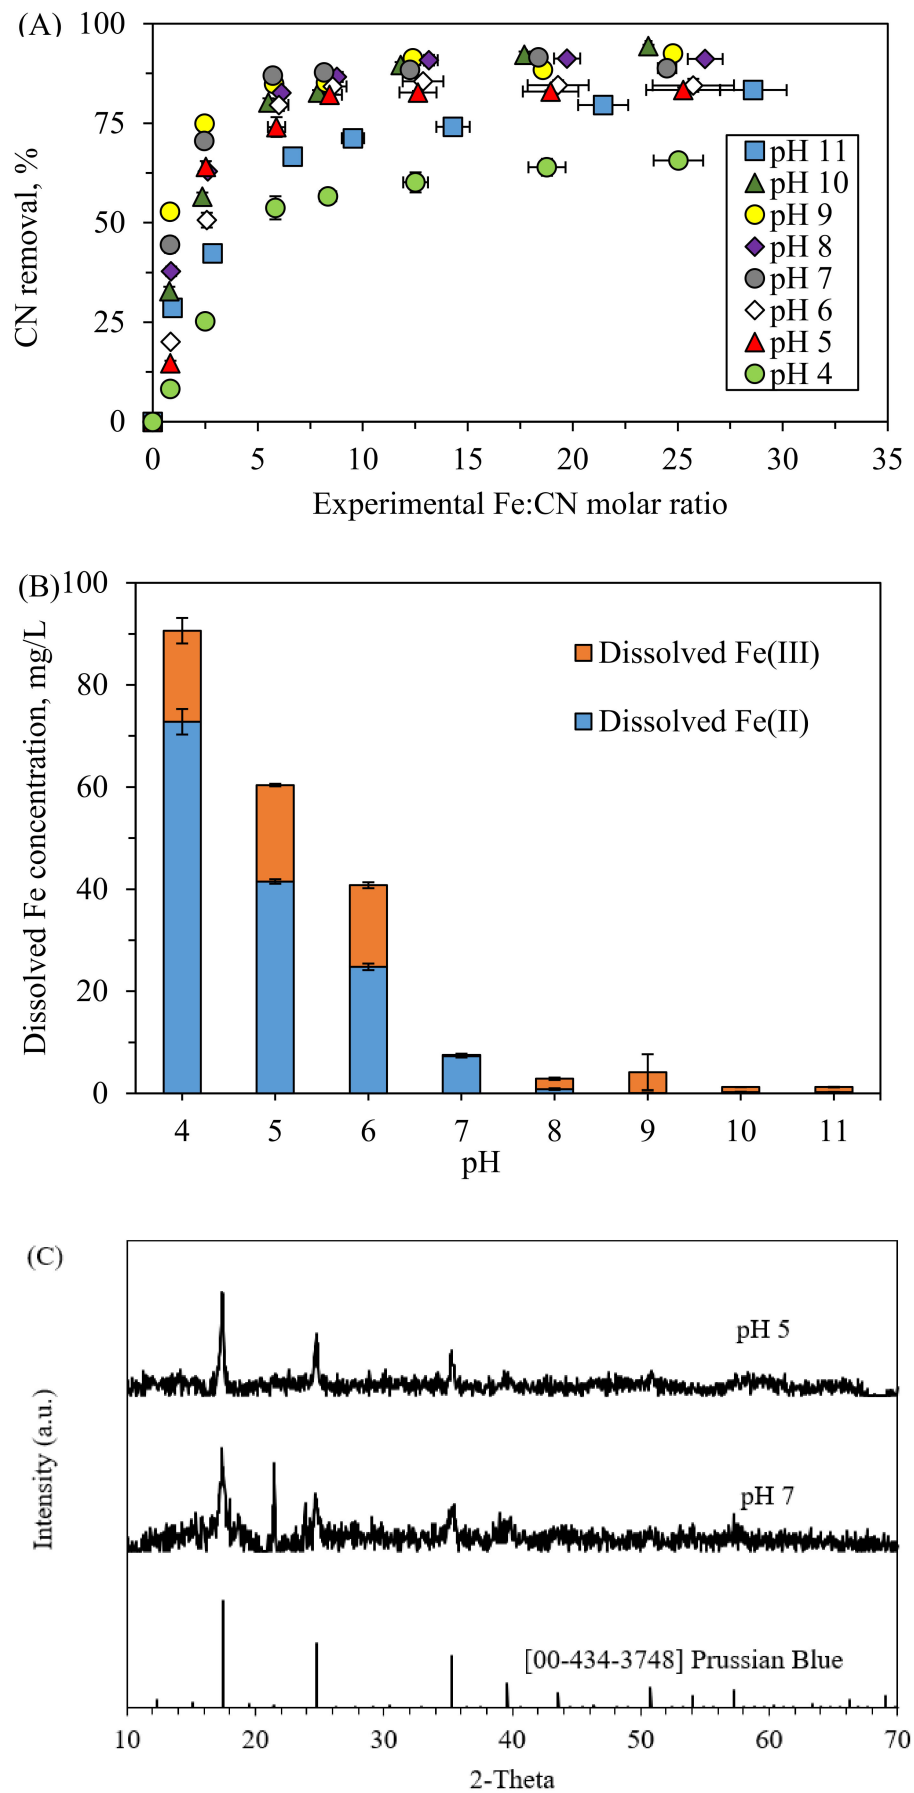 (A)
100
75
50
25
0
CN removal, %
pH 11
pH 10
pH 9
pH 8
pH 7
pH 6
pH 5
pH 4
0 5 10 15 20 25 30 35
Experimental Fe:CN molar ratio
(B)
100
80
60
40
20
0
Dissolved Fe concentration, mg/L
Dissolved Fe(III)
Dissolved Fe(II)
4 5 6 7 8 9 10 11
pH
(C)
Intensity (a.u.)
pH 5
pH 7
[00-434-3748] Prussian Blue
10 20 30 40 50 60 70
2-Theta